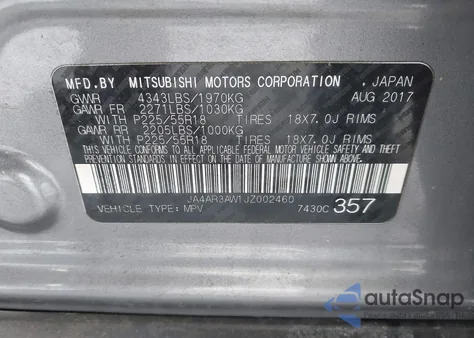 MFD.BY MITSUBISHI MOTORS CORPORATION , JAPAN
GVWR 4343LBS/1970KG AUG 2017
GAWR FR 2271LBS/1030KG
WITH P225/55R18 TIRES 18X7.0J RIMS
GAWR RR 2205LBS/1000KG
WITH P225/55R18 TIRES 18X7.0J RIMS
THIS VEHICLE CONFORMS TO ALL APPLICABLE FEDERAL MOTOR VEHICLE SAFETY AND THEFT
PREVENTION STANDARDS IN EFFECT ON THE DATE OF MANUFACTURE SHOWN ABOVE.
JA4AR3AW1JZ002460
VEHICLE TYPE: MPV 7430C 357
autoSnap